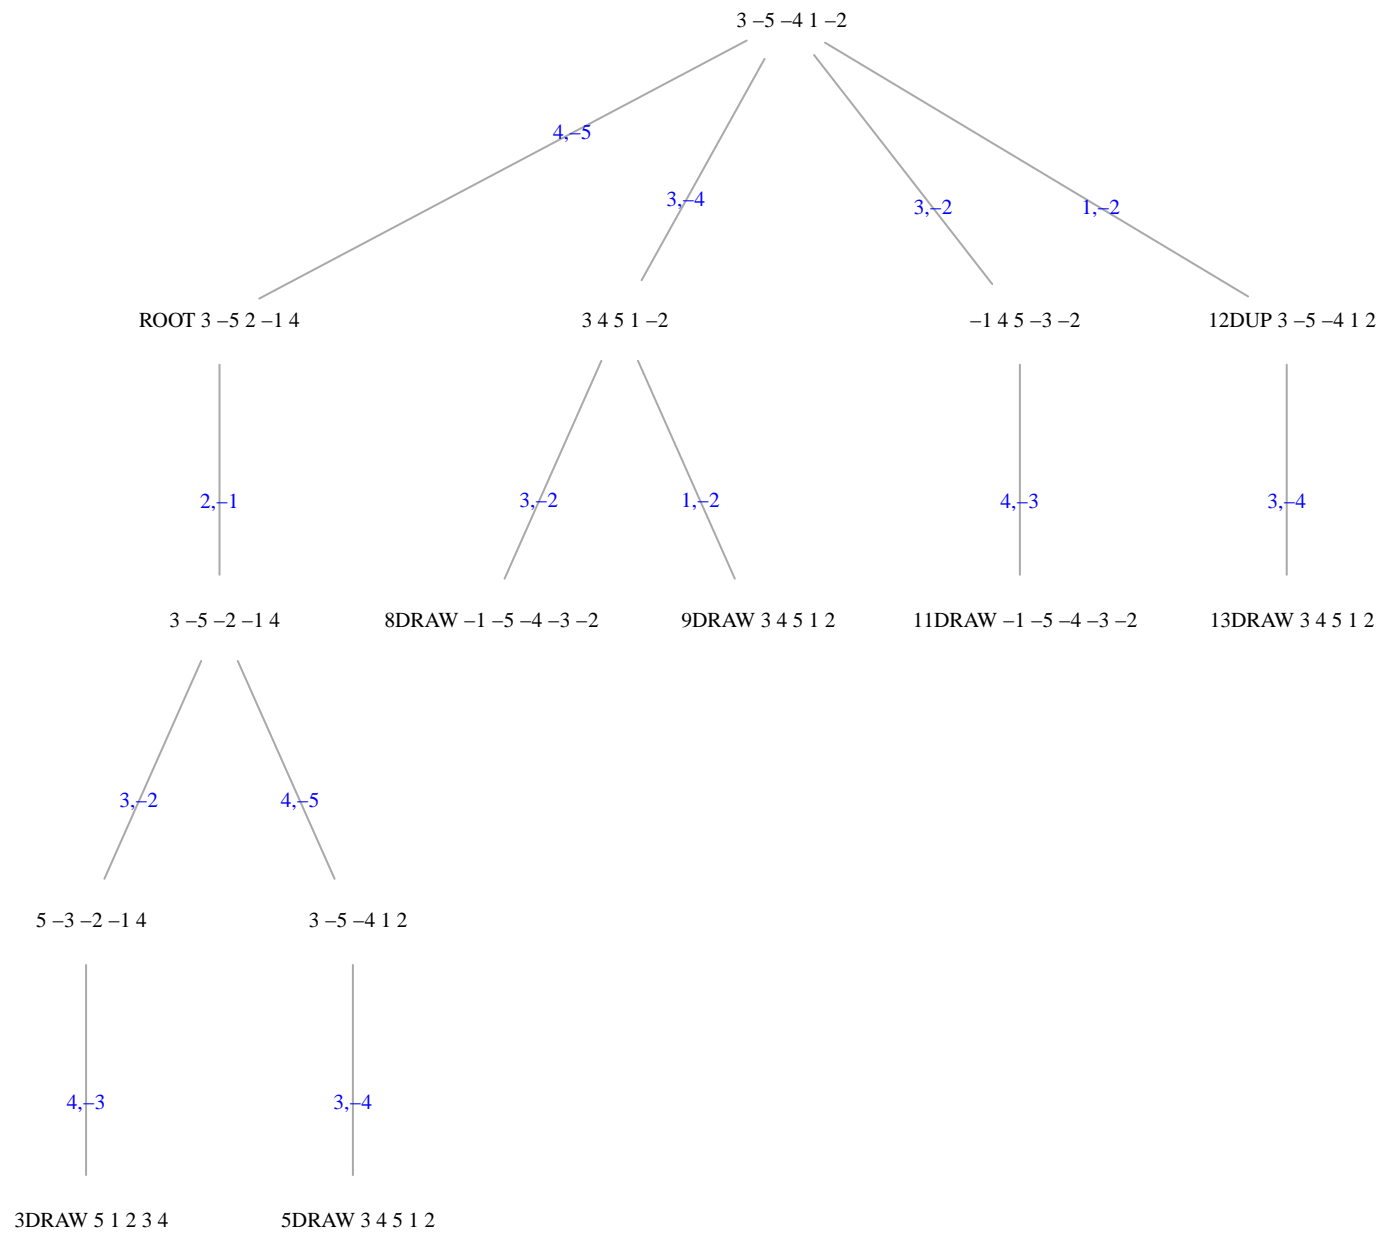 3 –5 –4 1 –2
4,–5
3,–4
3,–2
1,–2
ROOT 3 –5 2 –1 4
3 4 5 1 –2
–1 4 5 –3 –2
12DUP 3 –5 –4 1 2
2,–1
3,–2
1,–2
4,–3
3,–4
3 –5 –2 –1 4
8DRAW –1 –5 –4 –3 –2
9DRAW 3 4 5 1 2
11DRAW –1 –5 –4 –3 –2
13DRAW 3 4 5 1 2
3,–2
4,–5
5 –3 –2 –1 4
3 –5 –4 1 2
4,–3
3,–4
3DRAW 5 1 2 3 4
5DRAW 3 4 5 1 2